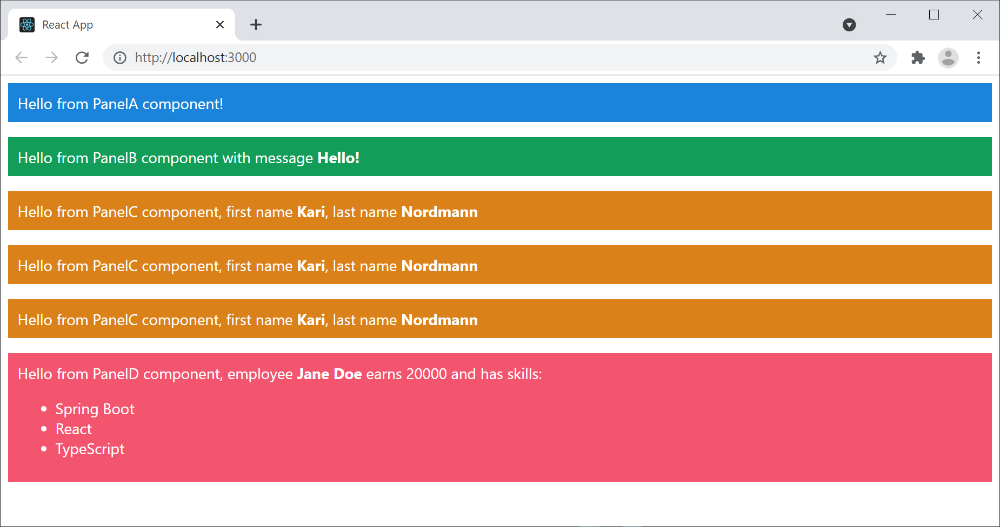 React App
http://localhost:3000
Hello from PanelA component!
Hello from PanelB component with message Hello!
Hello from PanelC component, first name Kari, last name Nordmann
Hello from PanelC component, first name Kari, last name Nordmann
Hello from PanelC component, first name Kari, last name Nordmann
Hello from PanelD component, employee Jane Doe earns 20000 and has skills:
Spring Boot
React
TypeScript